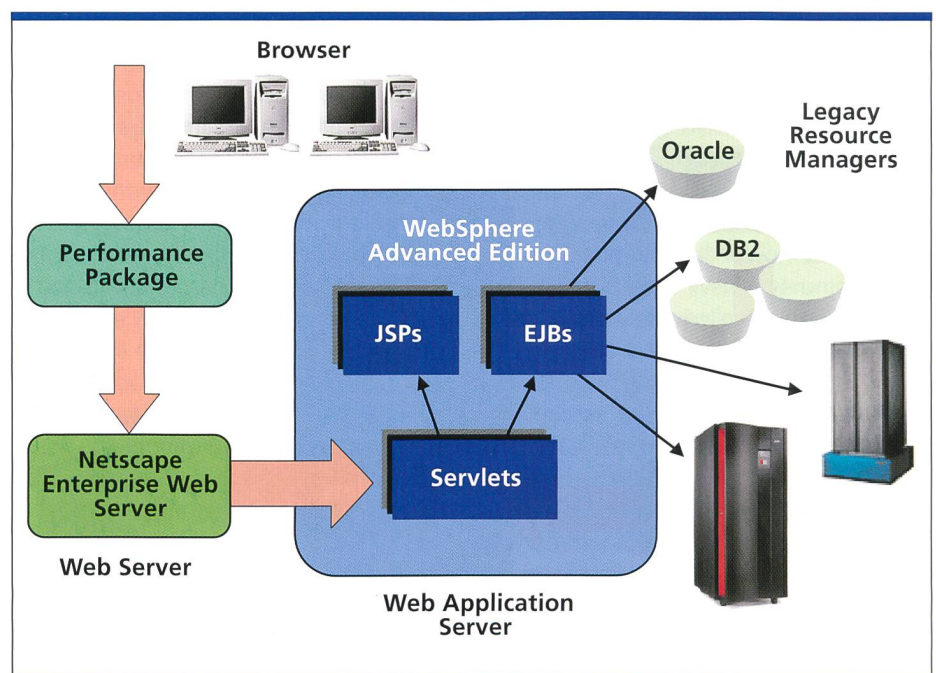 Browser
Legacy
Resource
Managers
Oracle
WebSphere
Advanced Edition
DB2
Performance
Package
JSPs
EJBs
Netscape
Enterprise Web
Server
Servlets
Web Server
Web Application
Server